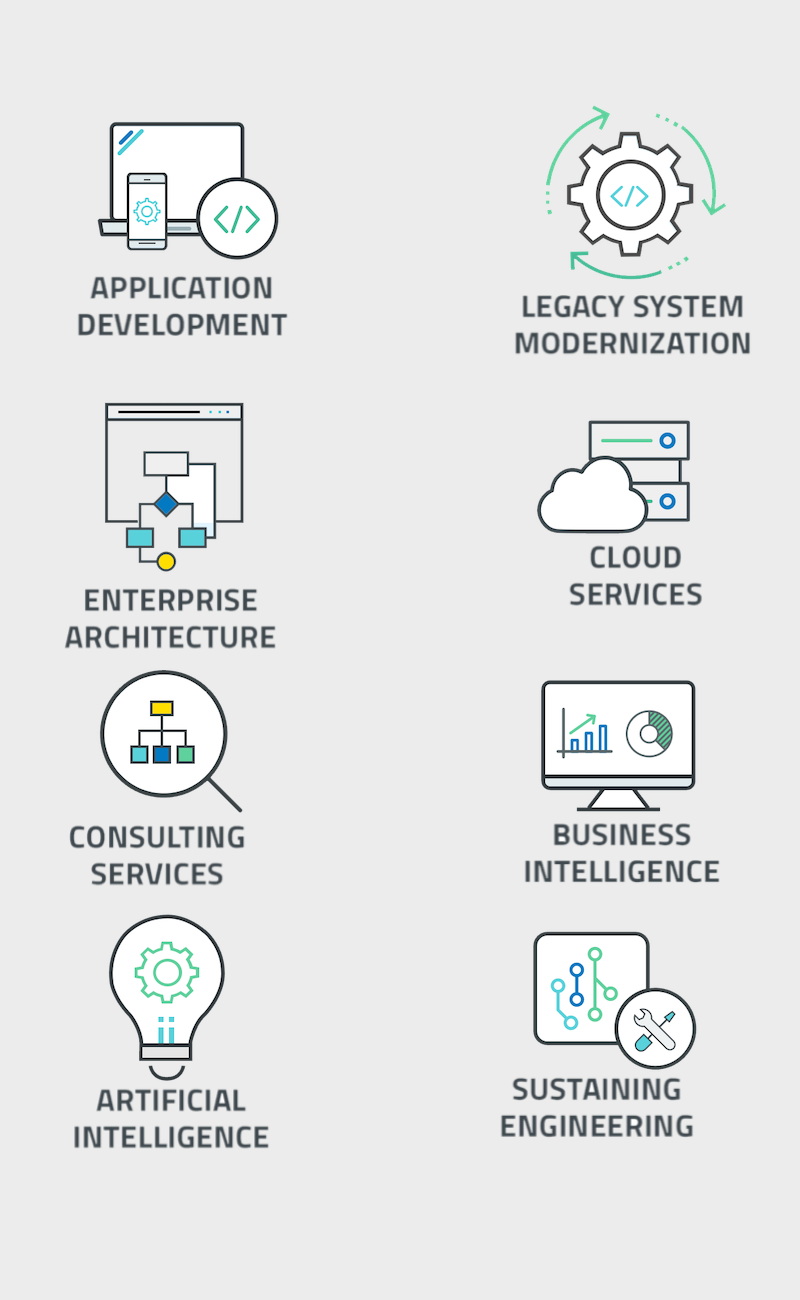 APPLICATION
DEVELOPMENT
LEGACY SYSTEM
MODERNIZATION
ENTERPRISE
ARCHITECTURE
CLOUD
SERVICES
CONSULTING
SERVICES
BUSINESS
INTELLIGENCE
ARTIFICIAL
INTELLIGENCE
SUSTAINING
ENGINEERING